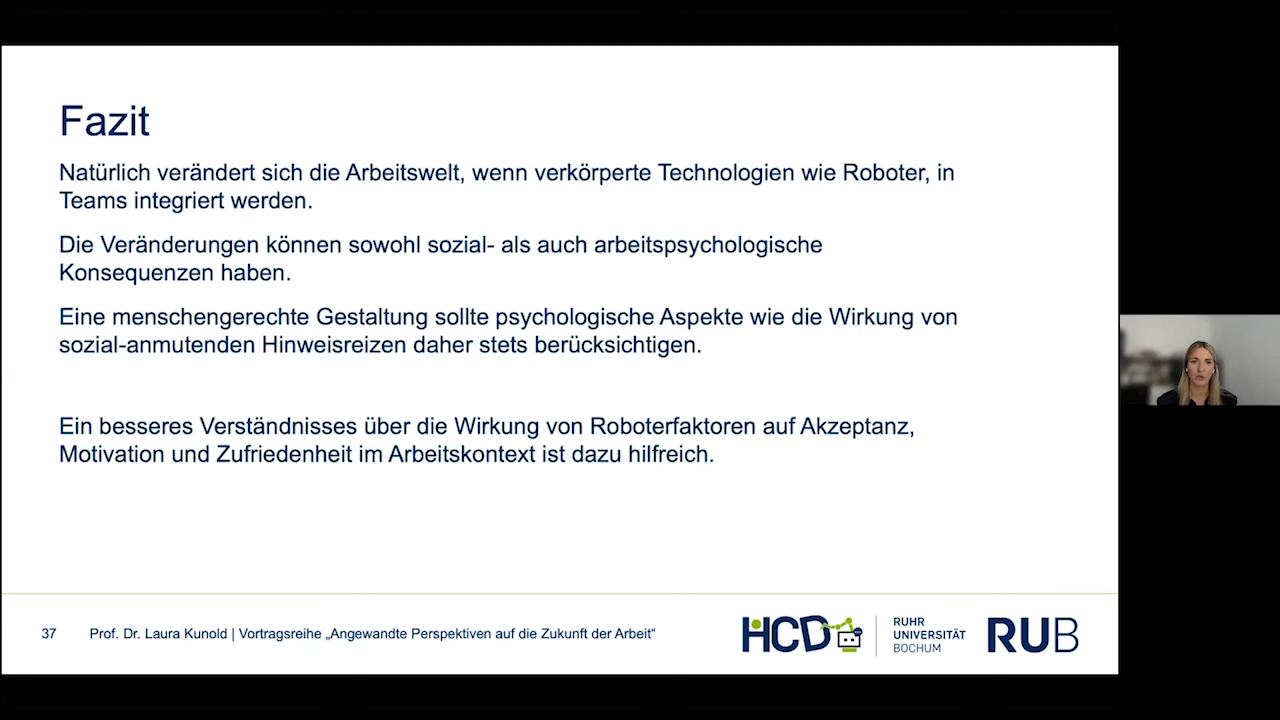 Fazit
Natürlich verändert sich die Arbeitswelt, wenn verkörperte Technologien wie Roboter, in
Teams integriert werden.
Die Veränderungen können sowohl sozial- als auch arbeitspsychologische
Konsequenzen haben.
Eine menschengerechte Gestaltung sollte psychologische Aspekte wie die Wirkung von
sozial-anmutenden Hinweisreizen daher stets berücksichtigen.
Ein besseres Verständnisses über die Wirkung von Roboterfaktoren auf Akzeptanz,
Motivation und Zufriedenheit im Arbeitskontext ist dazu hilfreich.
37 Prof. Dr. Laura Kunold | Vortragsreihe „Angewandte Perspektiven auf die Zukunft der Arbeit“
HCD
RUHR
UNIVERSITÄT
BOCHUM
RUB